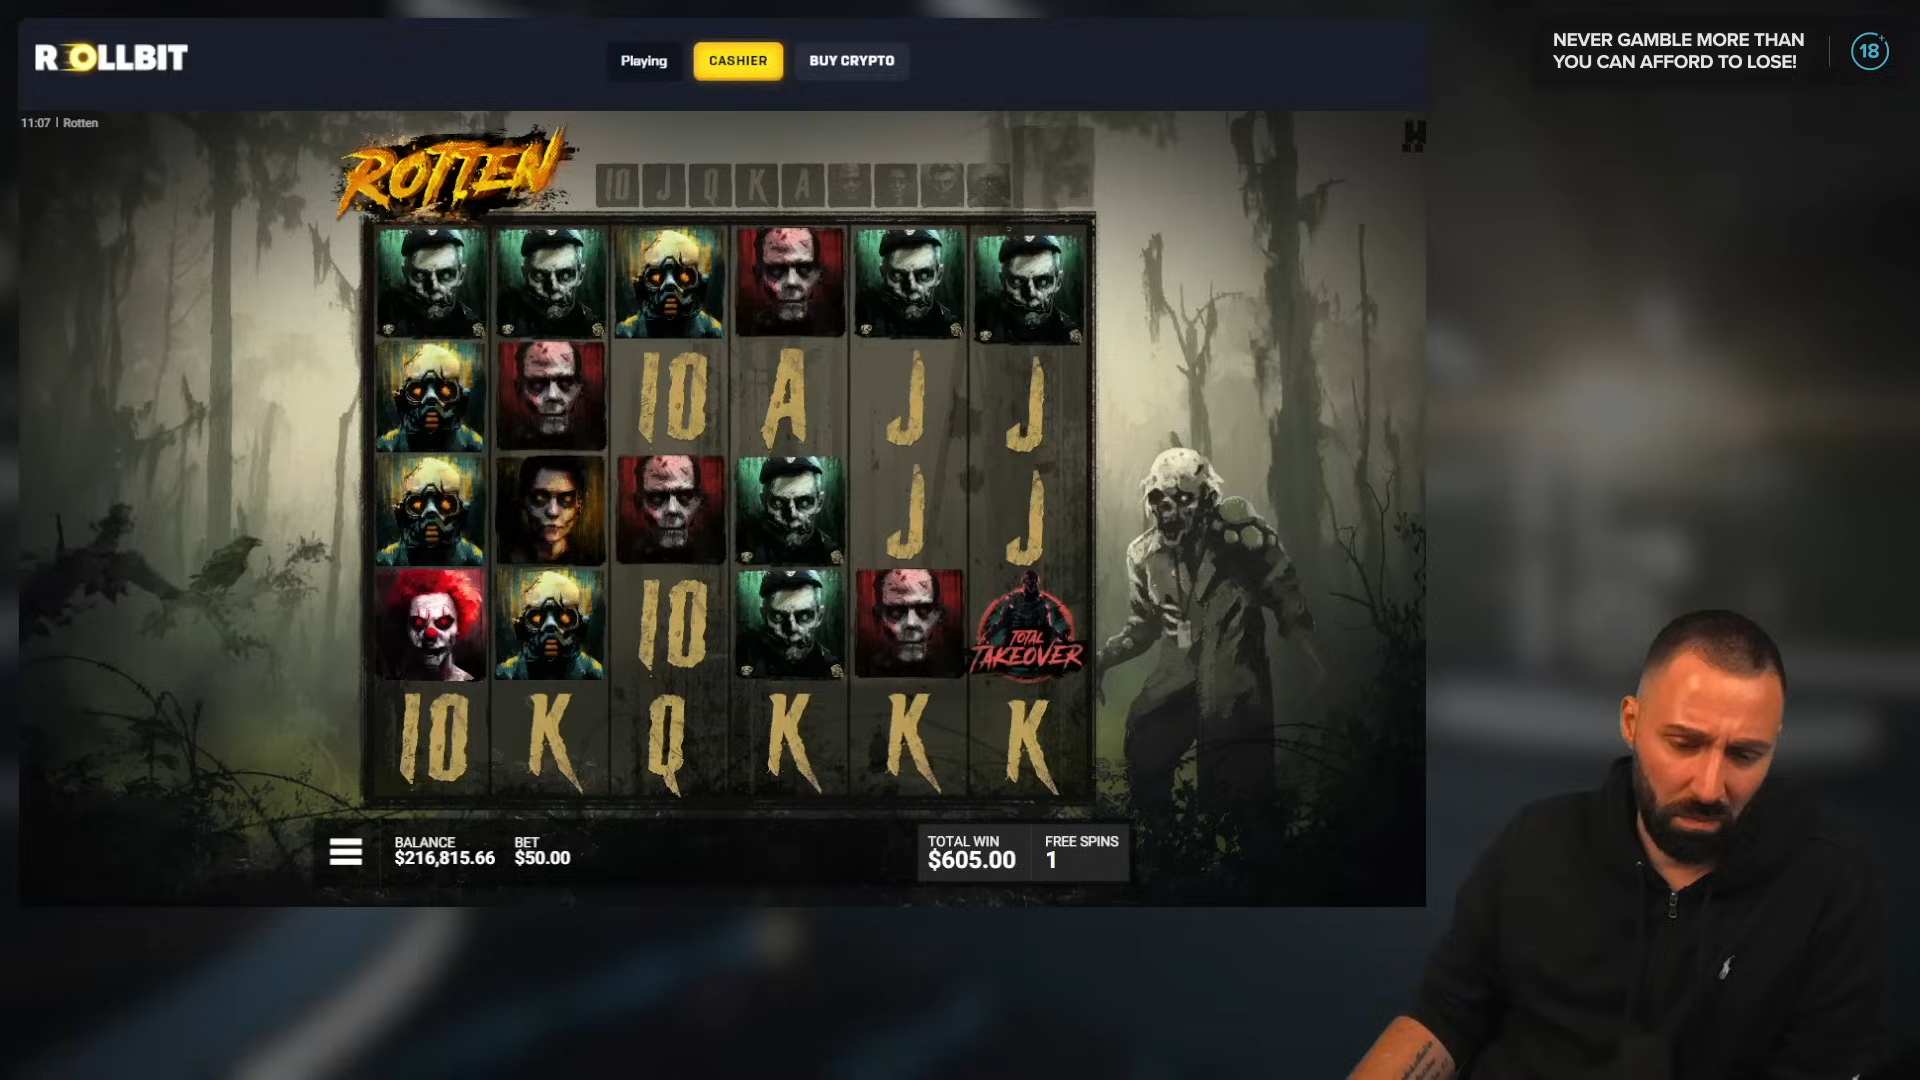 ROLLBIT
Playing
CASHIER
BUY CRYPTO
NEVER GAMBLE MORE THAN
YOU CAN AFFORD TO LOSE!
18+
11:07 | Rotten
ROTTEN
10 J Q K A
10 A J J
J J
10
TOTAL
TAKEOVER
10 K Q K K K
BALANCE
$216,815.66
BET
$50.00
TOTAL WIN
$605.00
FREE SPINS
1